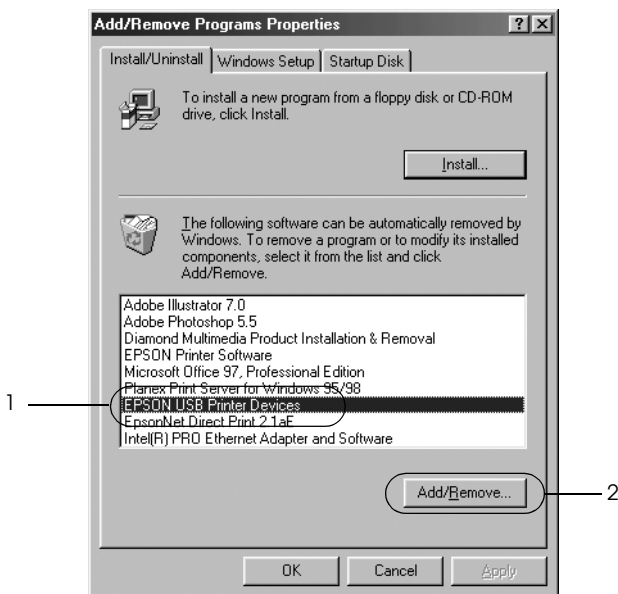 Add/Remove Programs Properties
Install/Uninstall Windows Setup Startup Disk
To install a new program from a floppy disk or CD-ROM
drive, click Install.
Install...
The following software can be automatically removed by
Windows. To remove a program or to modify its installed
components, select it from the list and click
Add/Remove.
Adobe Illustrator 7.0
Adobe Photoshop 5.5
Diamond Multimedia Product Installation & Removal
EPSON Printer Software
Microsoft Office 97, Professional Edition
Planex Print Server for Windows 95/98
1
EPSON USB Printer Devices
EpsonNet Direct Print 2.1aE
Intel(R) PRO Ethernet Adapter and Software
Add/Remove...
2
OK Cancel Apply